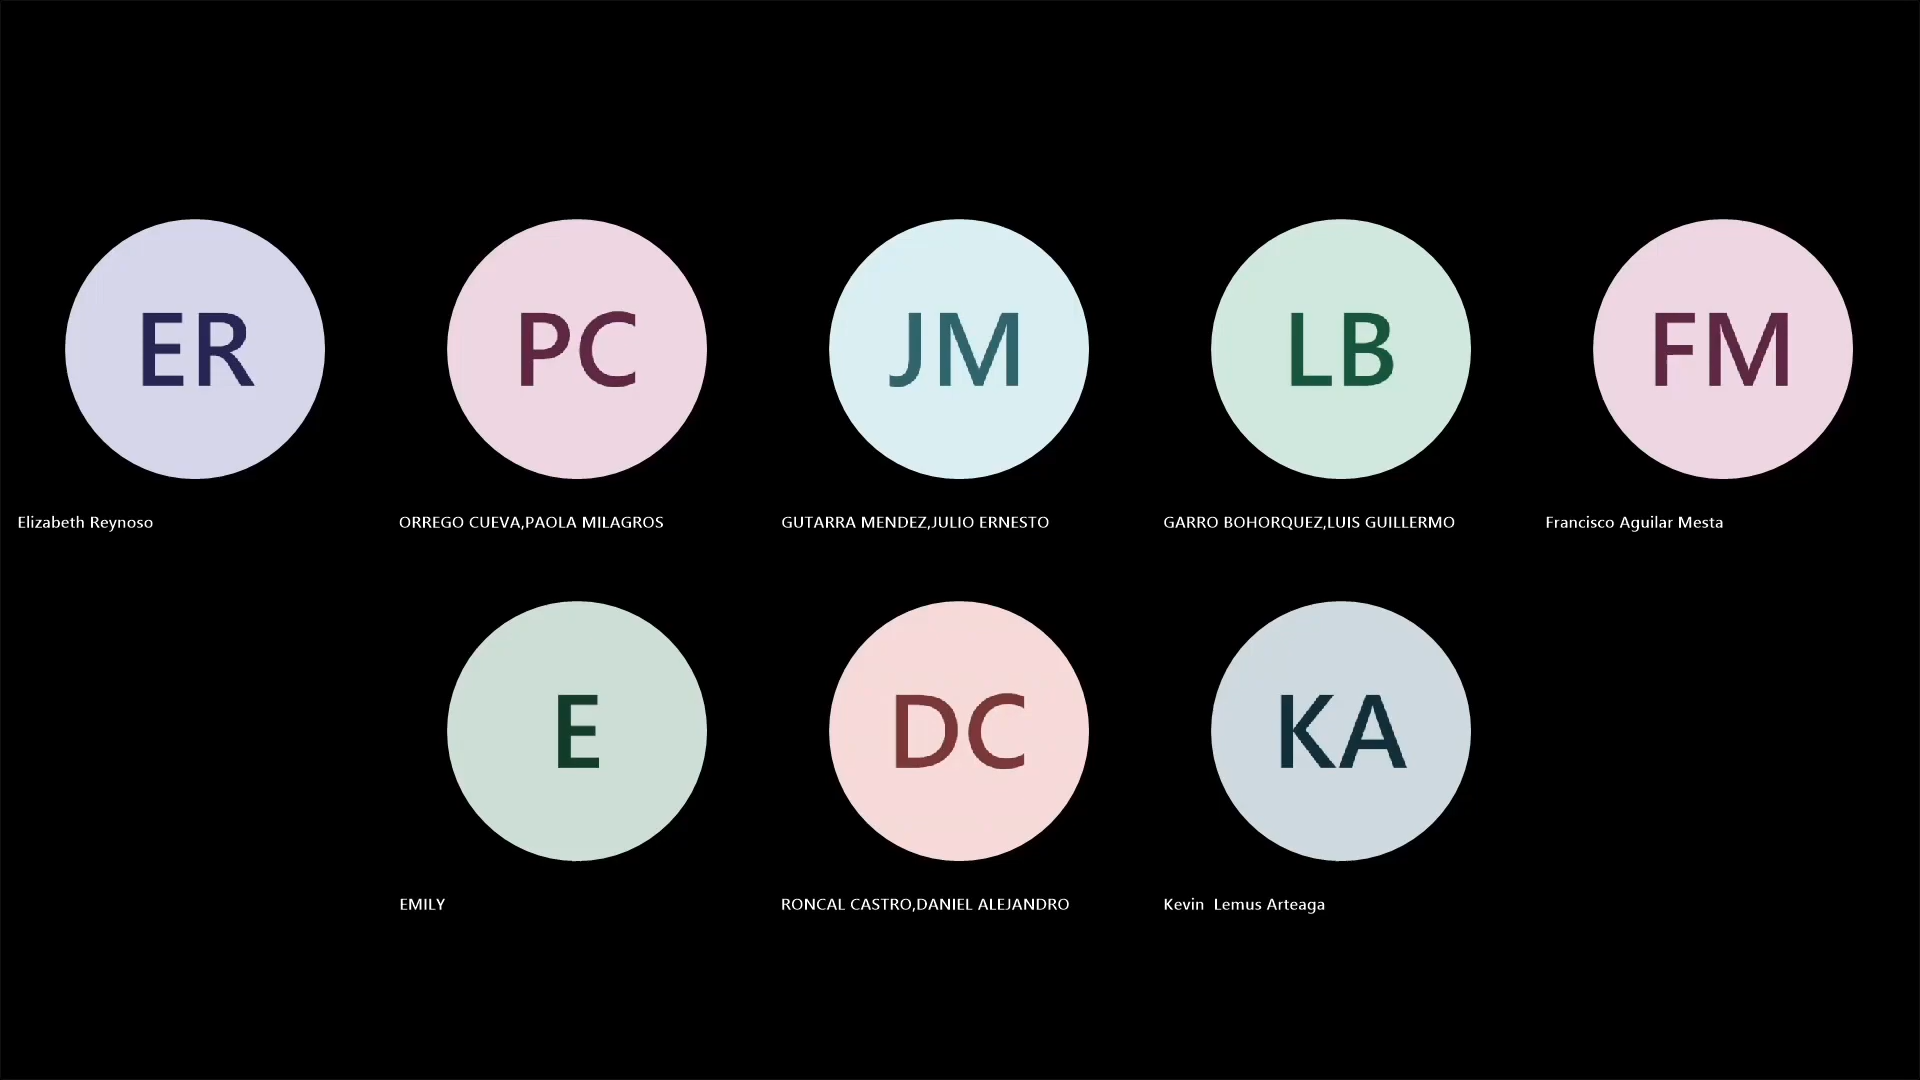 ER
PC
JM
LB
FM
Elizabeth Reynoso
ORREGO CUEVA,PAOLA MILAGROS
GUTARRA MENDEZ,JULIO ERNESTO
GARRO BOHORQUEZ,LUIS GUILLERMO
Francisco Aguilar Mesta
E
DC
KA
EMILY
RONCAL CASTRO,DANIEL ALEJANDRO
Kevin  Lemus Arteaga